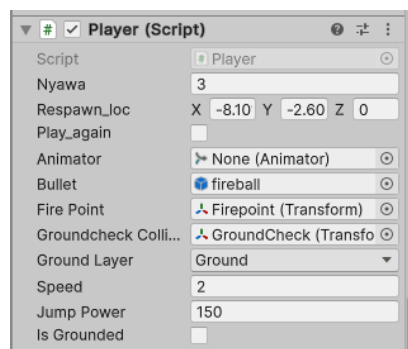 # Player (Script)
Script # Player
Nyawa 3
Respawn_loc X -8.10 Y -2.60 Z 0
Play_again
Animator None (Animator)
Bullet fireball
Fire Point Firepoint (Transform)
Groundcheck Colli... GroundCheck (Transfo
Ground Layer Ground
Speed 2
Jump Power 150
Is Grounded